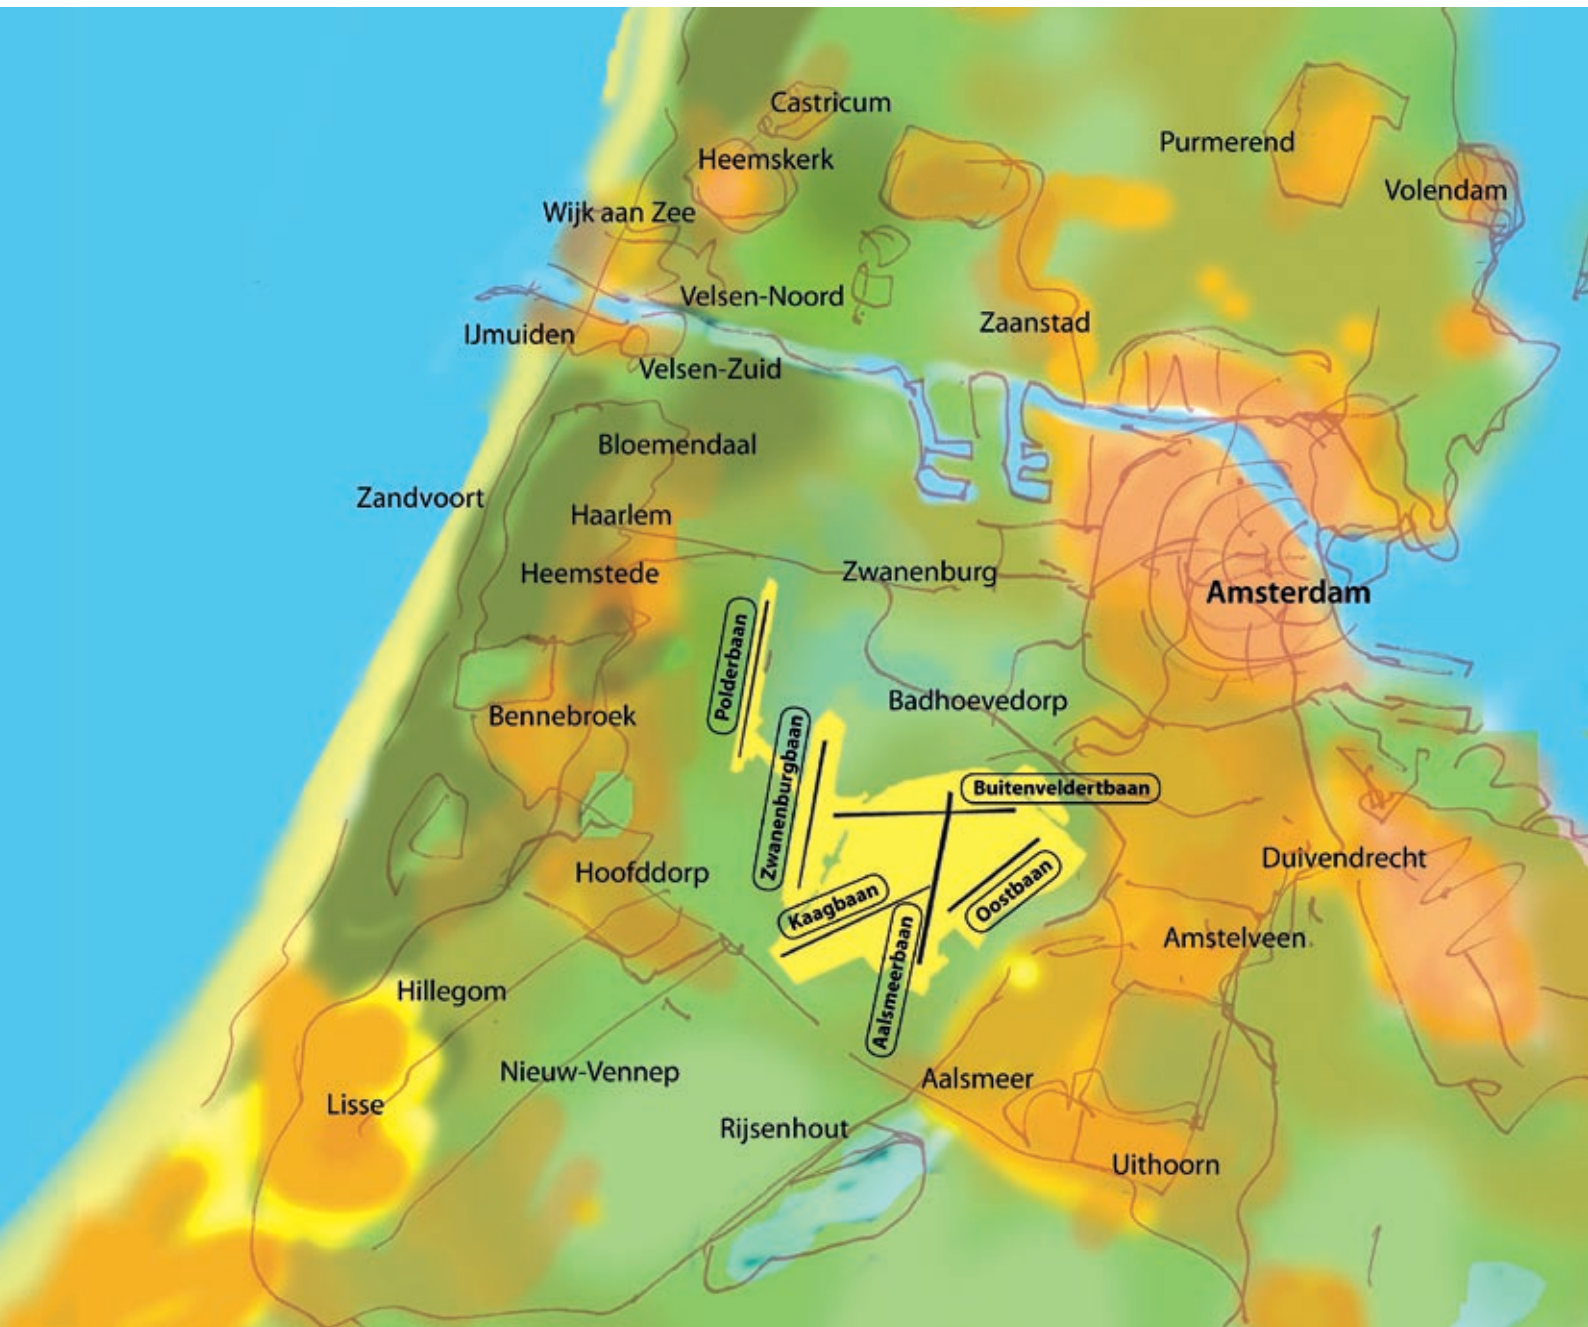 Castricum
Purmerend
Heemskerk
Volendam
Wijk aan Zee
Velsen-Noord
Zaanstad
IJmuiden
Velsen-Zuid
Bloemendaal
Zandvoort
Haarlem
Heemstede
Zwanenburg
Amsterdam
Polderbaan
Badhoevedorp
Bennebroek
Zwanenburgbaan
Buitenveldertbaan
Duivendrecht
Hoofddorp
Kaagbaan
Oostbaan
Amstelveen
Aalsmeerbaan
Hillegom
Nieuw-Vennep
Aalsmeer
Lisse
Rijsenhout
Uithoorn